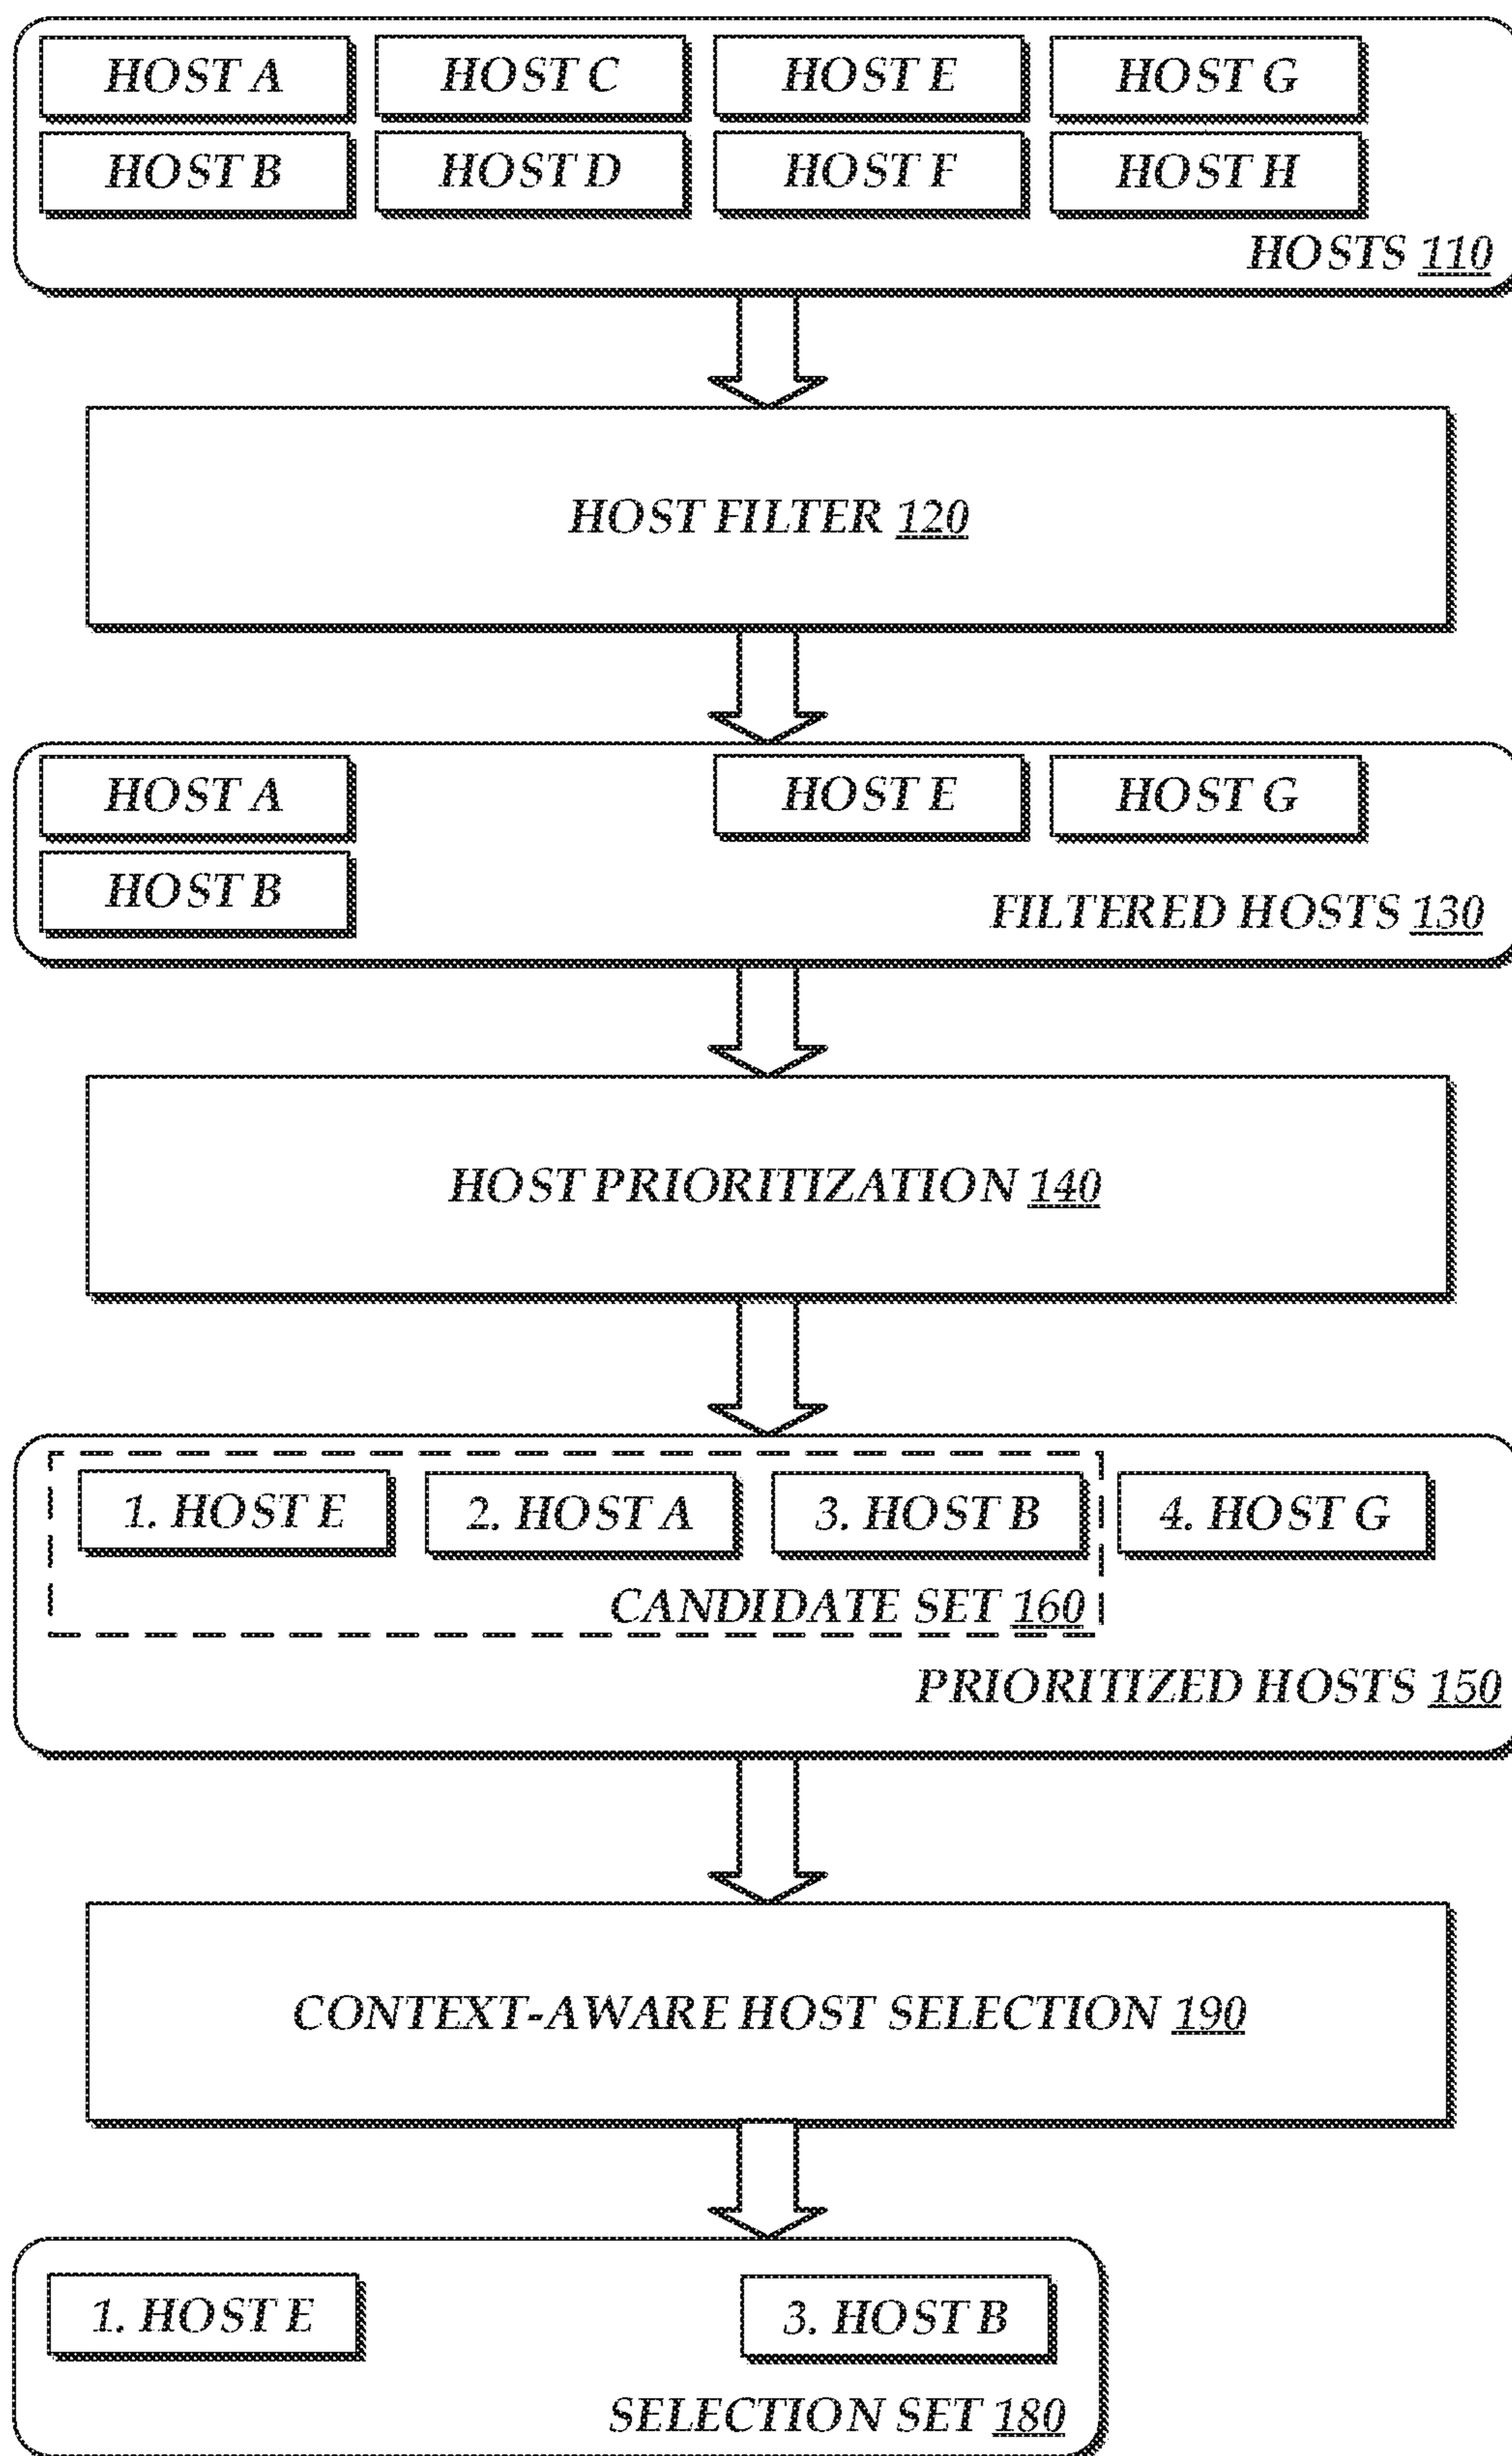 HOST A HOST C HOST E HOST G
HOST B HOST D HOST F HOST H
HOSTS 110
HOST FILTER 120
HOST A HOST E HOST G
HOST B
FILTERED HOSTS 130
HOST PRIORITIZATION 140
1. HOST E 2. HOST A 3. HOST B 4. HOST G
CANDIDATE SET 160
PRIORITIZED HOSTS 150
CONTEXT-AWARE HOST SELECTION 190
1. HOST E 3. HOST B
SELECTION SET 180